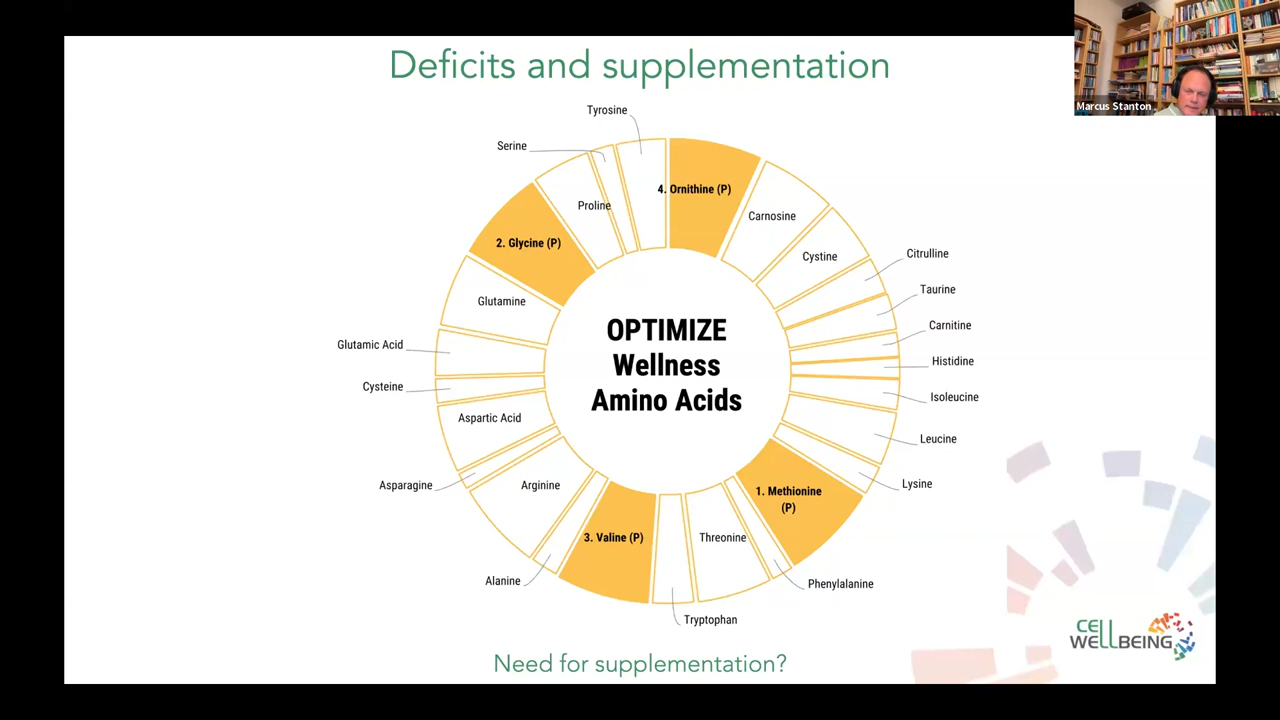 Deficits and supplementation
Marcus Stanton
Tyrosine
Serine
Proline
2. Glycine (P)
Glutamine
Glutamic Acid
Cysteine
Aspartic Acid
Asparagine
Arginine
Alanine
3. Valine (P)
Tryptophan
Threonine
Phenylalanine
1. Methionine
(P)
Lysine
Leucine
Isoleucine
Histidine
Carnitine
Taurine
Citrulline
Cystine
Carnosine
4. Ornithine (P)
OPTIMIZE
Wellness
Amino Acids
Need for supplementation?
CELL
WELLBEING